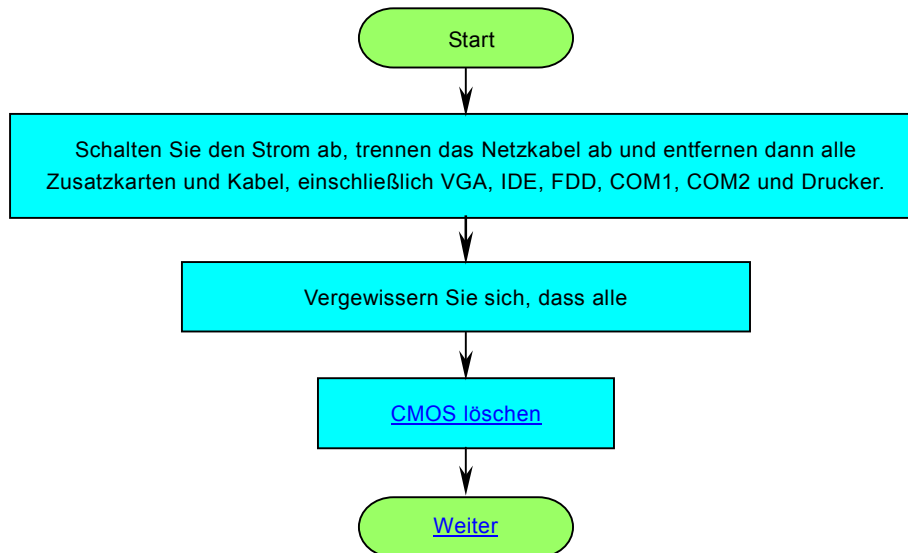 Start
Schalten Sie den Strom ab, trennen das Netzkabel ab und entfernen dann alle
Zusatzkarten und Kabel, einschließlich VGA, IDE, FDD, COM1, COM2 und Drucker.
Vergewissern Sie sich, dass alle
CMOS löschen
Weiter